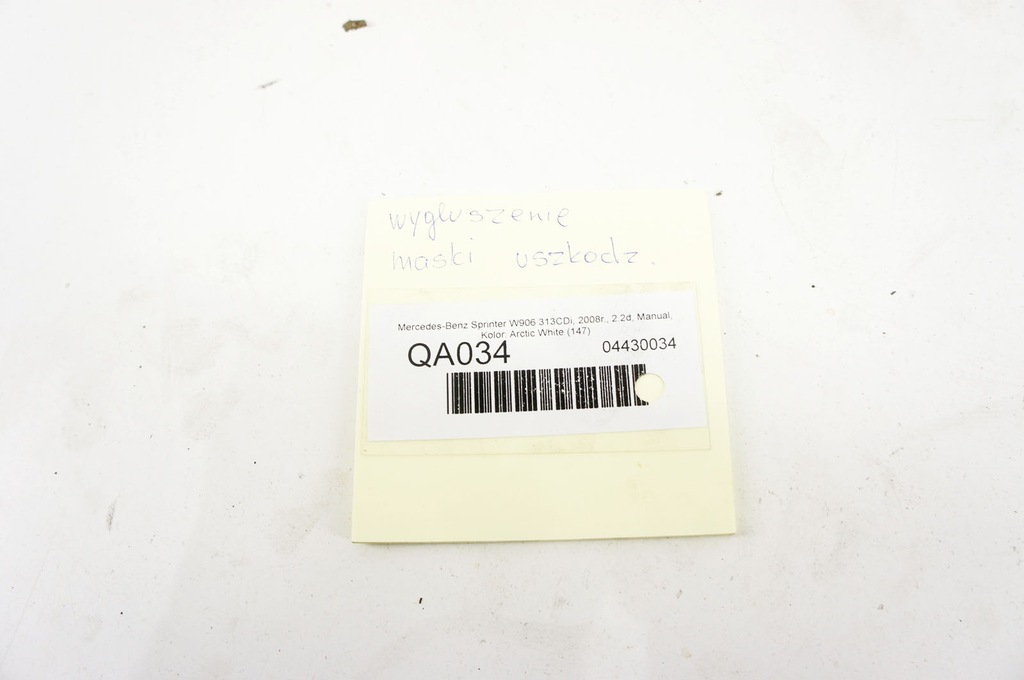 wygłuszenie
maski uszkodz.
Mercedes-Benz Sprinter W906 313CDi, 2008r., 2.2d, Manual,
Kolor: Arctic White (147)
QA034 04430034